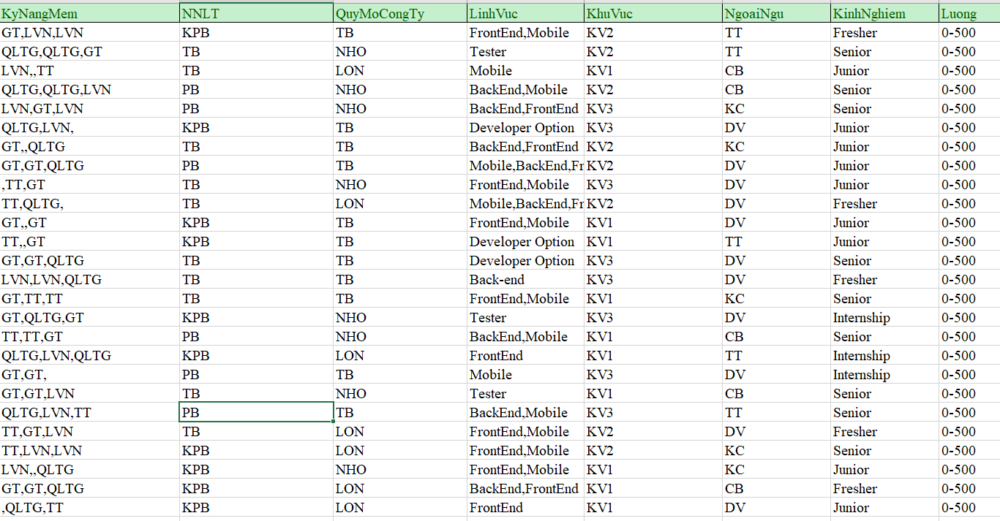 KyNangMem NNLT QuyMoCongTy LinhVuc KhuVuc NgoaiNgu KinhNghiem Luong
GT,LVN,LVN KPB TB FrontEnd,Mobile KV2 TT Fresher 0-500
QLTG,QLTG,GT TB NHO Tester KV2 TT Senior 0-500
LVN,,TT TB LON Mobile KV1 CB Junior 0-500
QLTG,QLTG,LVN PB NHO BackEnd,Mobile KV2 CB Senior 0-500
LVN,GT,LVN PB NHO BackEnd,FrontEnd KV3 KC Senior 0-500
QLTG,LVN, KPB TB Developer Option KV3 DV Junior 0-500
GT,,QLTG TB TB BackEnd,FrontEnd KV2 KC Junior 0-500
GT,GT,QLTG PB TB Mobile,BackEnd,Fr KV2 DV Junior 0-500
,TT,GT TB NHO FrontEnd,Mobile KV3 DV Junior 0-500
TT,QLTG, TB LON Mobile,BackEnd,Fr KV2 DV Fresher 0-500
GT,,GT KPB TB FrontEnd,Mobile KV1 DV Junior 0-500
TT,,GT KPB TB Developer Option KV1 TT Junior 0-500
GT,GT,QLTG TB TB Developer Option KV3 DV Senior 0-500
LVN,LVN,QLTG TB TB Back-end KV3 DV Fresher 0-500
GT,TT,TT TB TB FrontEnd,Mobile KV1 KC Senior 0-500
GT,QLTG,GT KPB NHO Tester KV3 DV Internship 0-500
TT,TT,GT PB NHO BackEnd,Mobile KV1 CB Senior 0-500
QLTG,LVN,QLTG KPB LON FrontEnd KV1 TT Internship 0-500
GT,GT, PB TB Mobile KV3 DV Internship 0-500
GT,GT,LVN TB NHO Tester KV1 CB Senior 0-500
QLTG,LVN,TT PB TB BackEnd,Mobile KV3 TT Senior 0-500
TT,GT,LVN TB LON FrontEnd,Mobile KV2 DV Fresher 0-500
TT,LVN,LVN KPB LON FrontEnd,Mobile KV2 KC Senior 0-500
LVN,,QLTG KPB NHO FrontEnd,Mobile KV1 KC Junior 0-500
GT,GT,QLTG KPB LON BackEnd,FrontEnd KV1 CB Fresher 0-500
,QLTG,TT KPB LON FrontEnd KV1 DV Junior 0-500